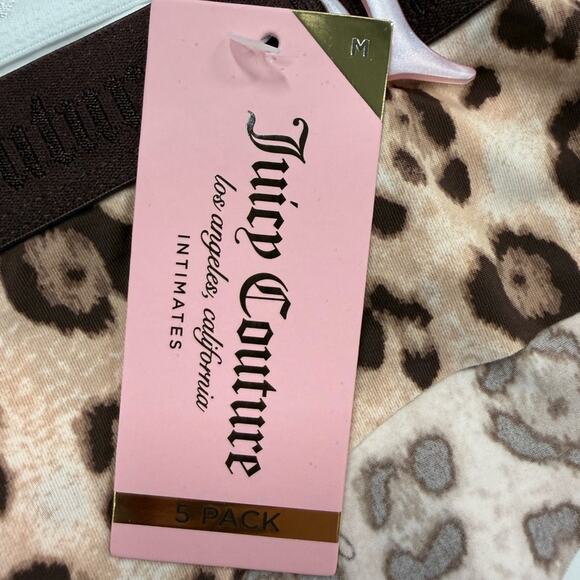 M
Juicy Couture
los angeles, california
INTIMATES
5 PACK